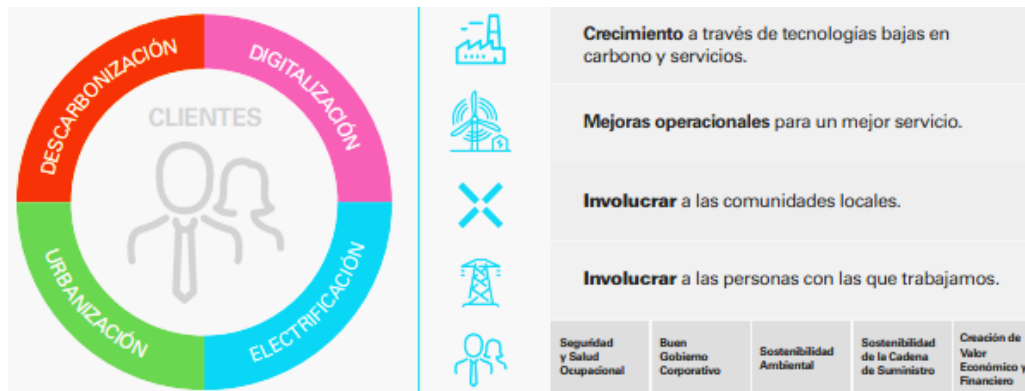 DESCARBONIZACIÓN
DIGITALIZACIÓN
CLIENTES
URBANIZACIÓN
ELECTRIFICACIÓN
Crecimiento a través de tecnologías bajas en
carbono y servicios.
Mejoras operacionales para un mejor servicio.
Involucrar a las comunidades locales.
Involucrar a las personas con las que trabajamos.
Seguridad
y Salud
Ocupacional
Buen
Gobierno
Corporativo
Sostenibilidad
Ambiental
Sostenibilidad
de la Cadena
de Suministro
Creación de
Valor
Económico y
Financiero